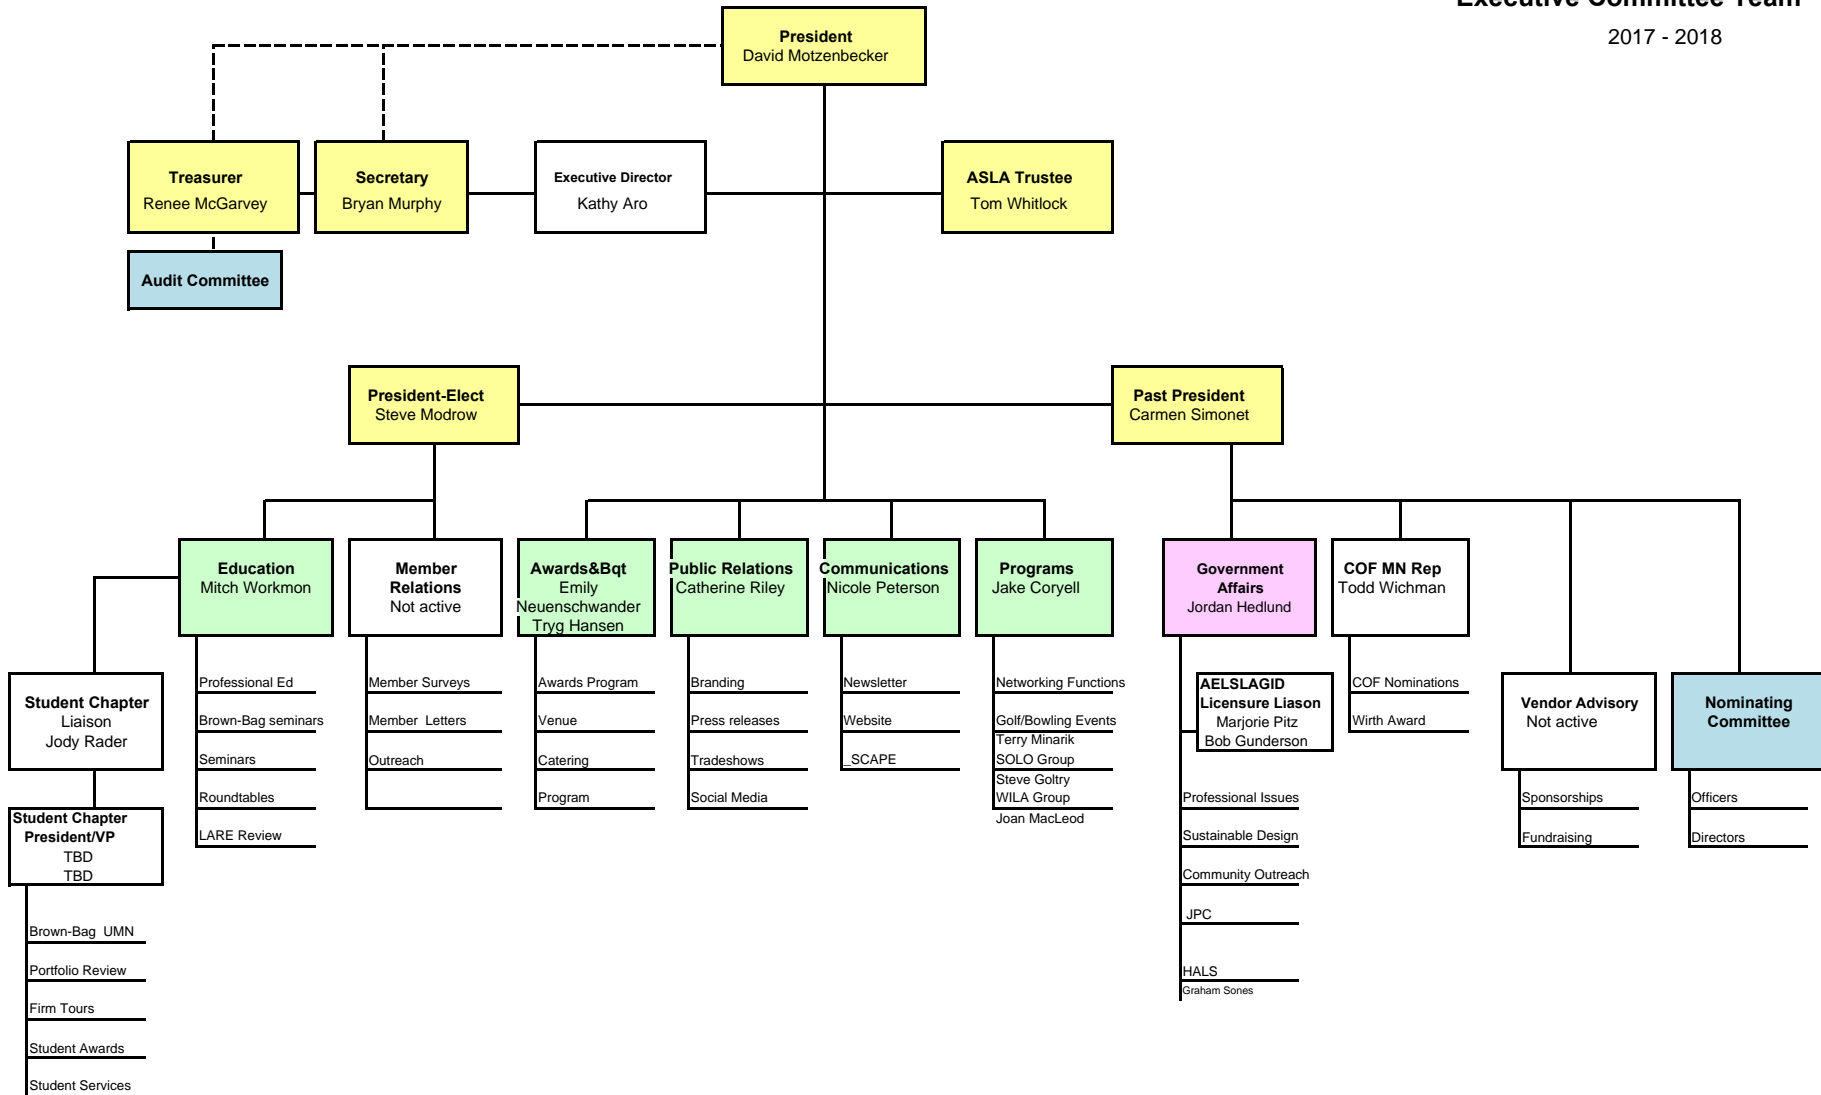 Executive Committee Team
2017 - 2018
President
David Motzenbecker
Treasurer
Renee McGarvey
Secretary
Bryan Murphy
Executive Director
Kathy Aro
ASLA Trustee
Tom Whitlock
Audit Committee
President-Elect
Steve Modrow
Past President
Carmen Simonet
Education
Mitch Workmon
Member
Relations
Not active
Awards&Bqt
Emily
Neuenschwander
Tryg Hansen
Public Relations
Catherine Riley
Communications
Nicole Peterson
Programs
Jake Coryell
Government
Affairs
Jordan Hedlund
COF MN Rep
Todd Wichman
Student Chapter
Liaison
Jody Rader
Student Chapter
President/VP
TBD
TBD
Brown-Bag UMN
Portfolio Review
Firm Tours
Student Awards
Student Services
Professional Ed
Brown-Bag seminars
Seminars
Roundtables
LARE Review
Member Surveys
Member Letters
Outreach
Awards Program
Venue
Catering
Program
Branding
Press releases
Tradeshows
Social Media
Newsletter
Website
_SCAPE
Networking Functions
Golf/Bowling Events
Terry Minarik
SOLO Group
Steve Goltry
WILA Group
Joan MacLeod
AELSLAGID
Licensure Liason
Marjorie Pitz
Bob Gunderson
Professional Issues
Sustainable Design
Community Outreach
JPC
HALS
Graham Sones
COF Nominations
Wirth Award
Vendor Advisory
Not active
Sponsorships
Fundraising
Nominating
Committee
Officers
Directors